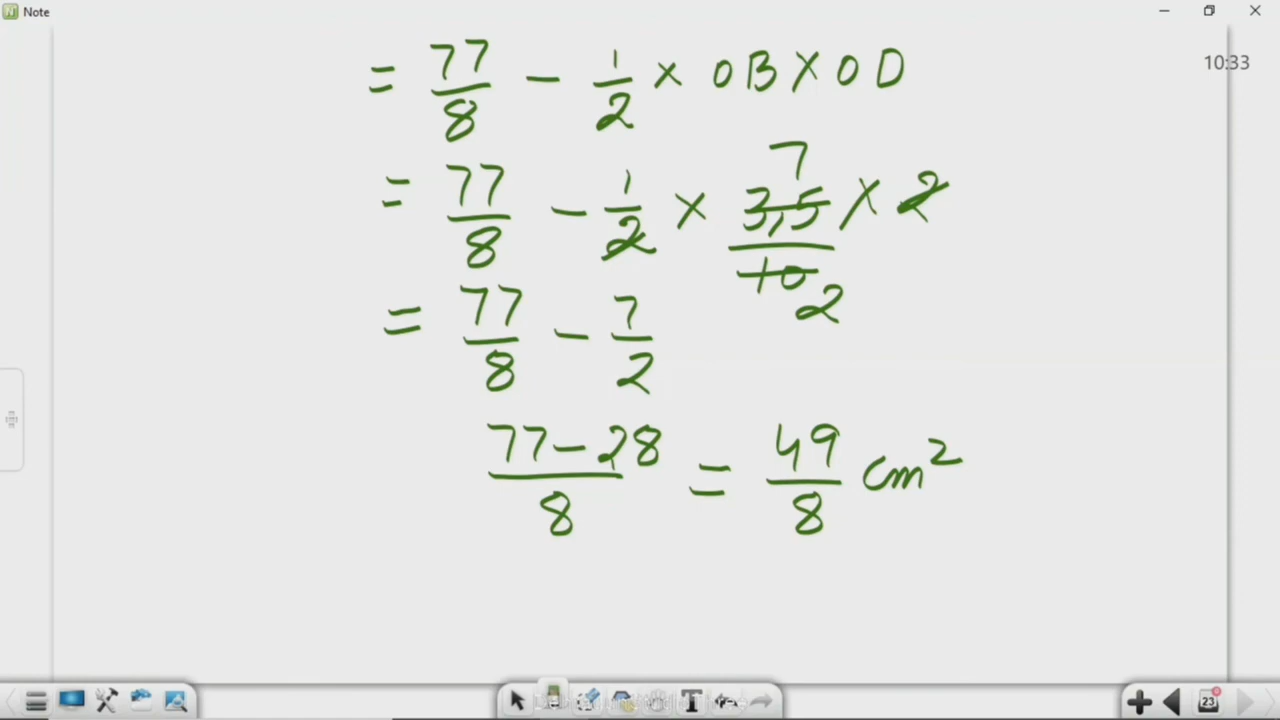 Note
10:33
= 77/8 - 1/2 × OB × OD
= 77/8 - 1/2 × 3,5/10 × 2
7
2
= 77/8 - 7/2
77-28/8 = 49/8 cm²
T
23